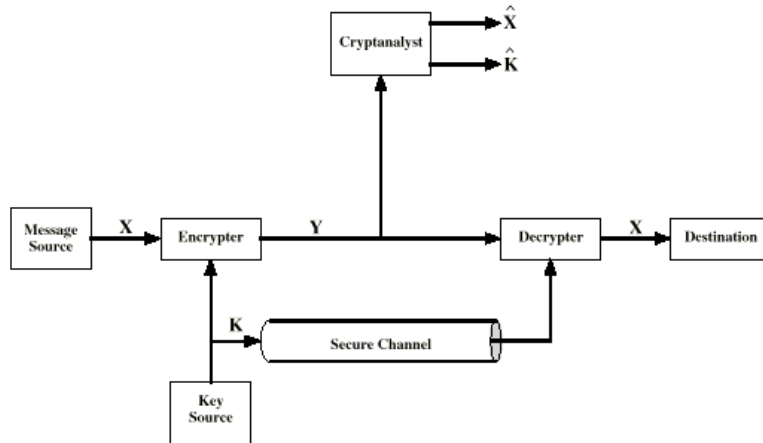 X̂
Cryptanalyst
K̂
Message
Source
X
Encrypter
Y
Decrypter
X
Destination
K
Secure Channel
Key
Source